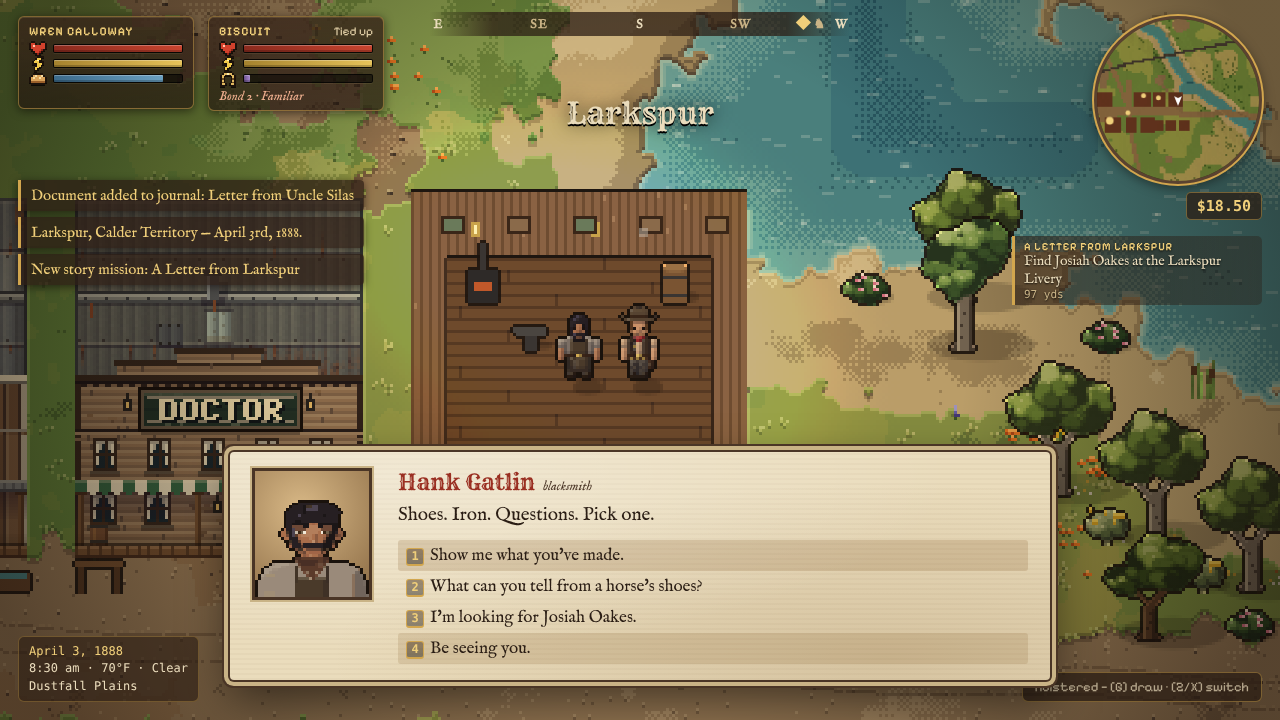 WREN CALLOWAY
BISCUIT Tied up
Bond 2 · Familiar
E SE S SW W
Larkspur
$18.50
Document added to journal: Letter from Uncle Silas
Larkspur, Calder Territory — April 3rd, 1888.
New story mission: A Letter from Larkspur
A LETTER FROM LARKSPUR
Find Josiah Oakes at the Larkspur
Livery
97 yds
DOCTOR
Hank Gatlin blacksmith
Shoes. Iron. Questions. Pick one.
1 Show me what you've made.
2 What can you tell from a horse's shoes?
3 I'm looking for Josiah Oakes.
4 Be seeing you.
April 3, 1888
8:30 am · 70°F · Clear
Dustfall Plains
Holstered - [G] draw · [Z/X] switch